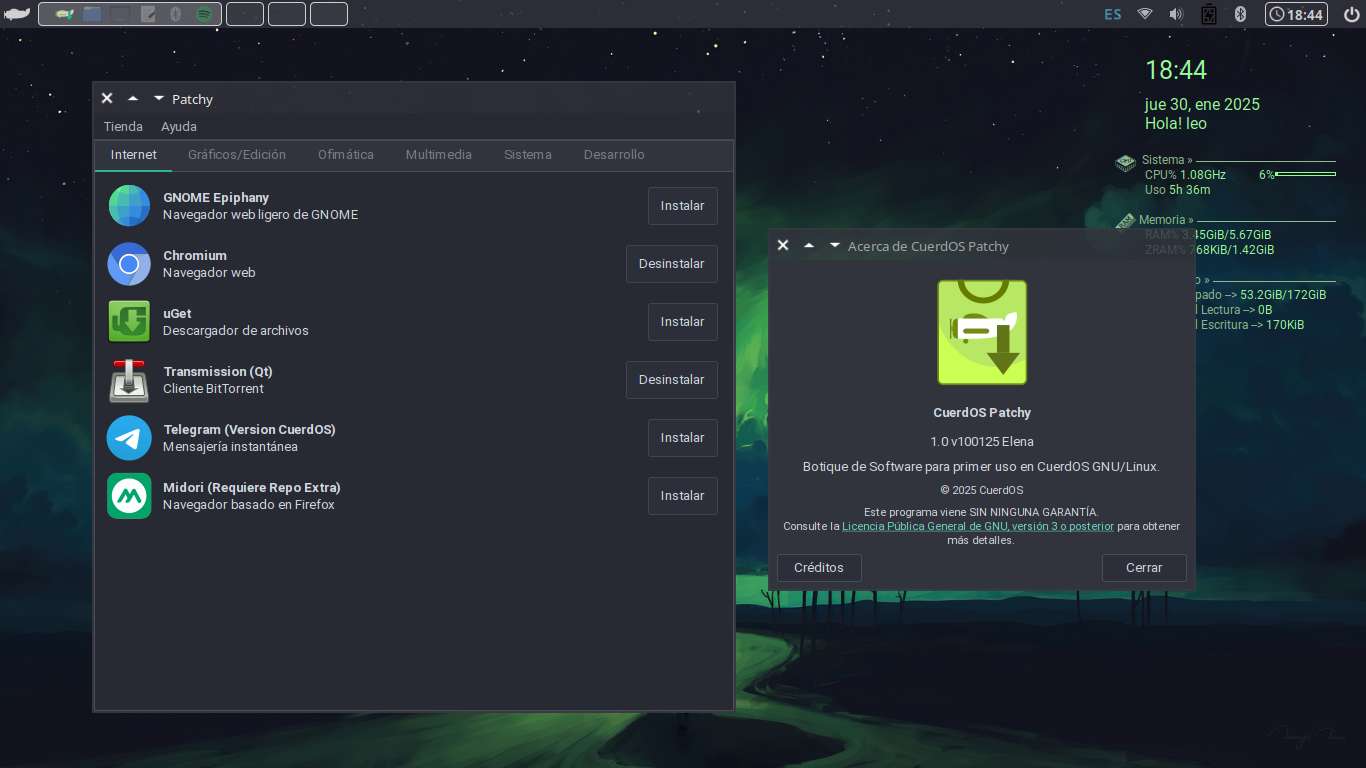 ES
18:44
18:44
jue 30, ene 2025
Hola! leo
Sistema »
CPU% 1.08GHz 6%
Uso 5h 36m
Memoria »
RAM% 3.45GiB/5.67GiB
ZRAM% 768KiB/1.42GiB
o »
pado --> 53.2GiB/172GiB
l Lectura --> 0B
l Escritura --> 170KiB
Patchy
Tienda Ayuda
Internet Gráficos/Edición Ofimática Multimedia Sistema Desarrollo
GNOME Epiphany
Navegador web ligero de GNOME
Instalar
Chromium
Navegador web
Desinstalar
uGet
Descargador de archivos
Instalar
Transmission (Qt)
Cliente BitTorrent
Desinstalar
Telegram (Version CuerdOS)
Mensajería instantánea
Instalar
Midori (Requiere Repo Extra)
Navegador basado en Firefox
Instalar
Acerca de CuerdOS Patchy
CuerdOS Patchy
1.0 v100125 Elena
Botique de Software para primer uso en CuerdOS GNU/Linux.
© 2025 CuerdOS
Este programa viene SIN NINGUNA GARANTÍA.
Consulte la Licencia Pública General de GNU, versión 3 o posterior para obtener
más detalles.
Créditos Cerrar